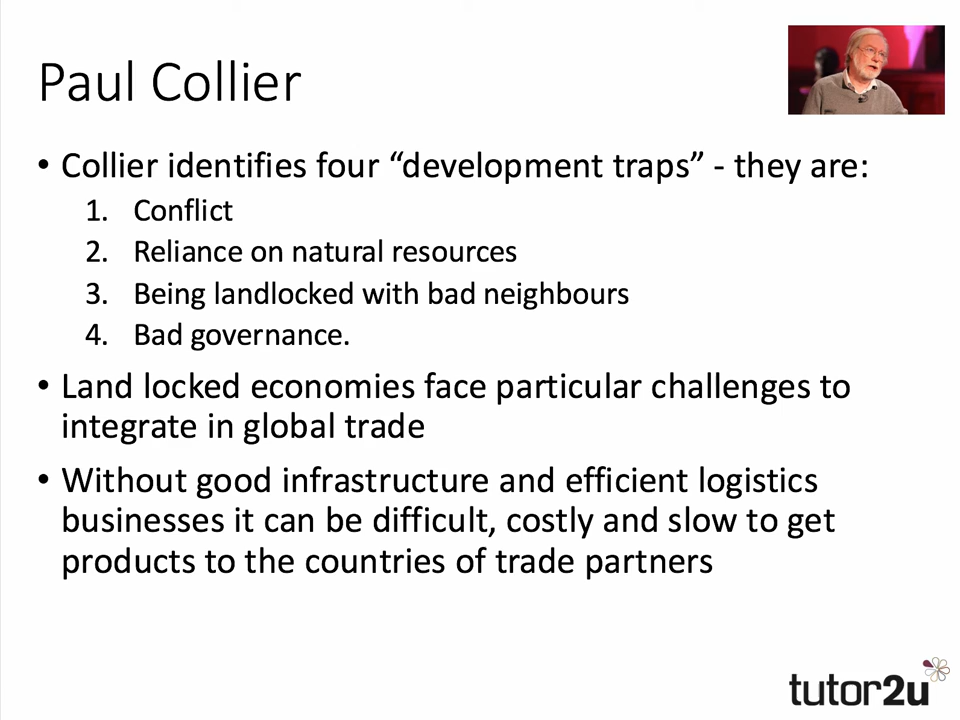 Paul Collier
• Collier identifies four “development traps” - they are:
1. Conflict
2. Reliance on natural resources
3. Being landlocked with bad neighbours
4. Bad governance.
• Land locked economies face particular challenges to
integrate in global trade
• Without good infrastructure and efficient logistics
businesses it can be difficult, costly and slow to get
products to the countries of trade partners
tutor2u